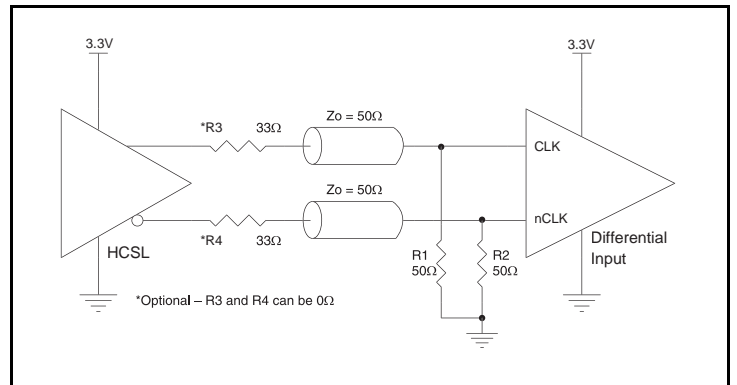 3.3V
3.3V
*R3 33Ω
Zo = 50Ω
CLK
Zo = 50Ω
nCLK
*R4 33Ω
HCSL
R1
50Ω
R2
50Ω
Differential
Input
*Optional – R3 and R4 can be 0Ω